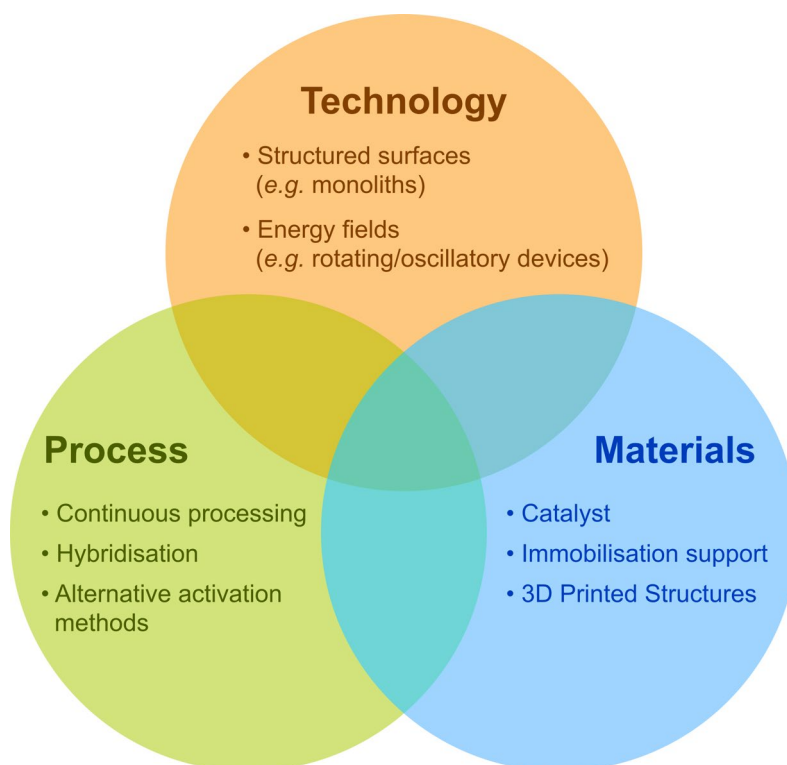 Technology
• Structured surfaces
(e.g. monoliths)
• Energy fields
(e.g. rotating/oscillatory devices)
Process
• Continuous processing
• Hybridisation
• Alternative activation
methods
Materials
• Catalyst
• Immobilisation support
• 3D Printed Structures